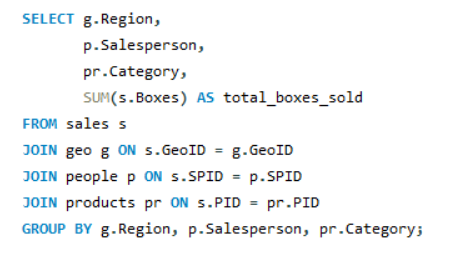 SELECT g.Region,
       p.Salesperson,
       pr.Category,
       SUM(s.Boxes) AS total_boxes_sold
FROM sales s
JOIN geo g ON s.GeoID = g.GeoID
JOIN people p ON s.SPID = p.SPID
JOIN products pr ON s.PID = pr.PID
GROUP BY g.Region, p.Salesperson, pr.Category;